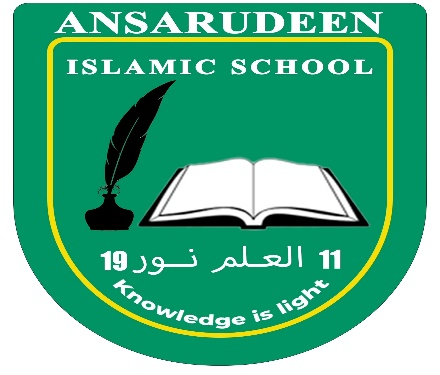 ANSARUDEEN
ISLAMIC SCHOOL
19 العلم نور 11
Knowledge is light